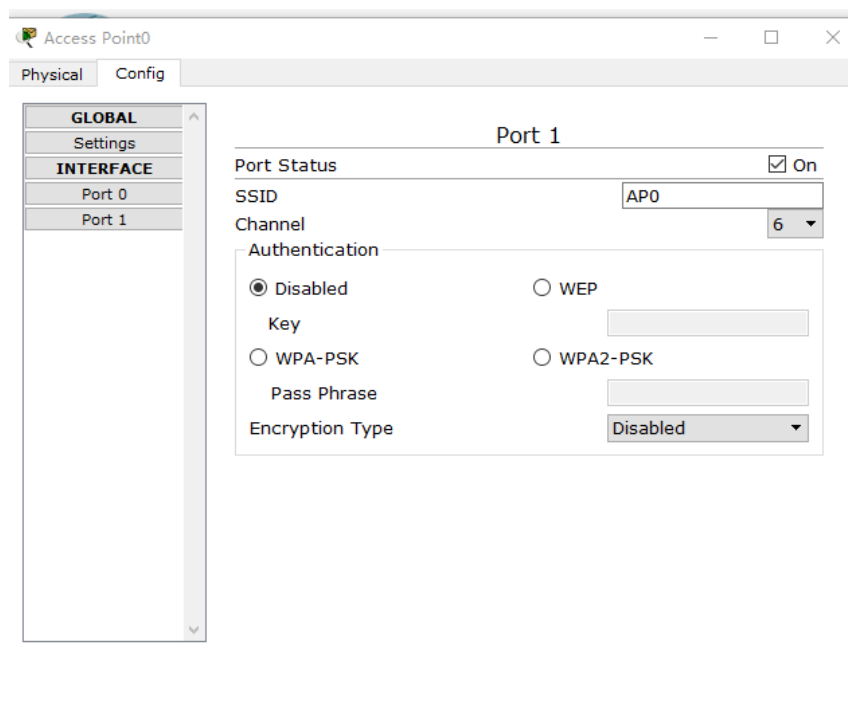 Access Point0
Physical Config
GLOBAL
Settings
INTERFACE
Port 0
Port 1
Port 1
Port Status On
SSID AP0
Channel 6
Authentication
Disabled WEP
Key
WPA-PSK WPA2-PSK
Pass Phrase
Encryption Type Disabled